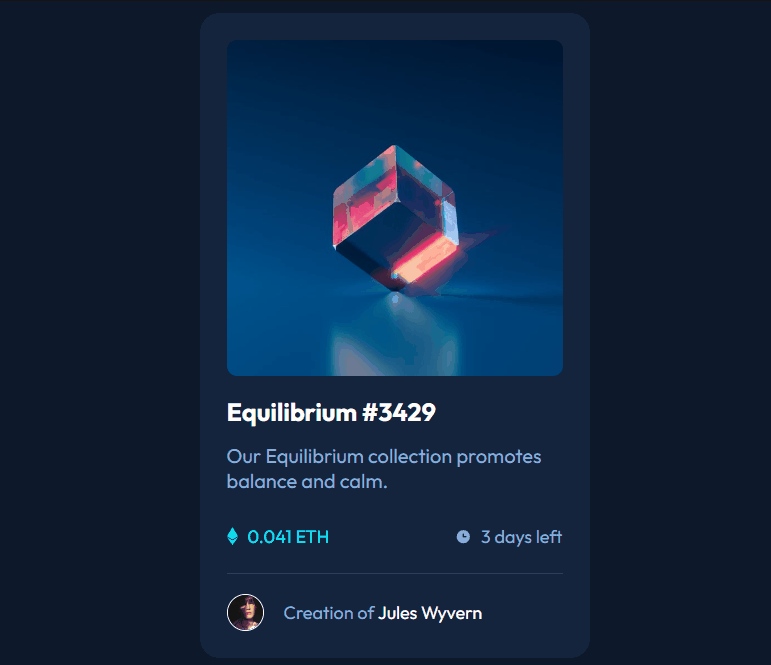 Equilibrium #3429
Our Equilibrium collection promotes
balance and calm.
0.041 ETH
3 days left
Creation of Jules Wyvern